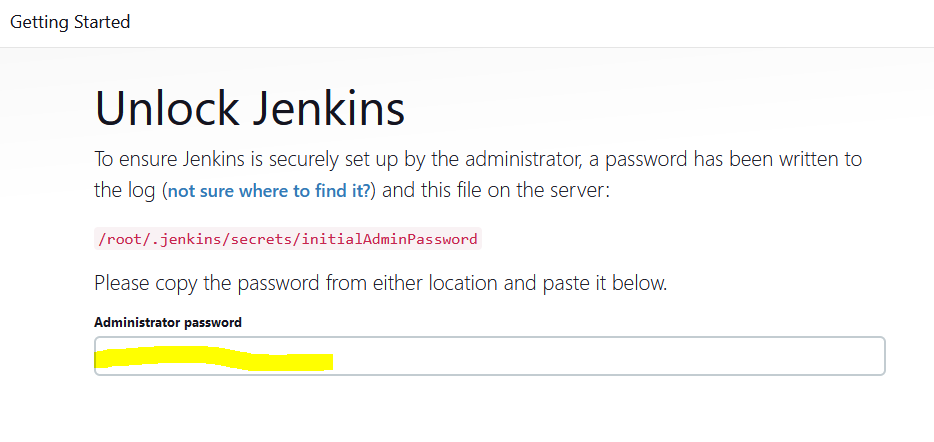 Getting Started
Unlock Jenkins
To ensure Jenkins is securely set up by the administrator, a password has been written to
the log (not sure where to find it?) and this file on the server:
/root/.jenkins/secrets/initialAdminPassword
Please copy the password from either location and paste it below.
Administrator password